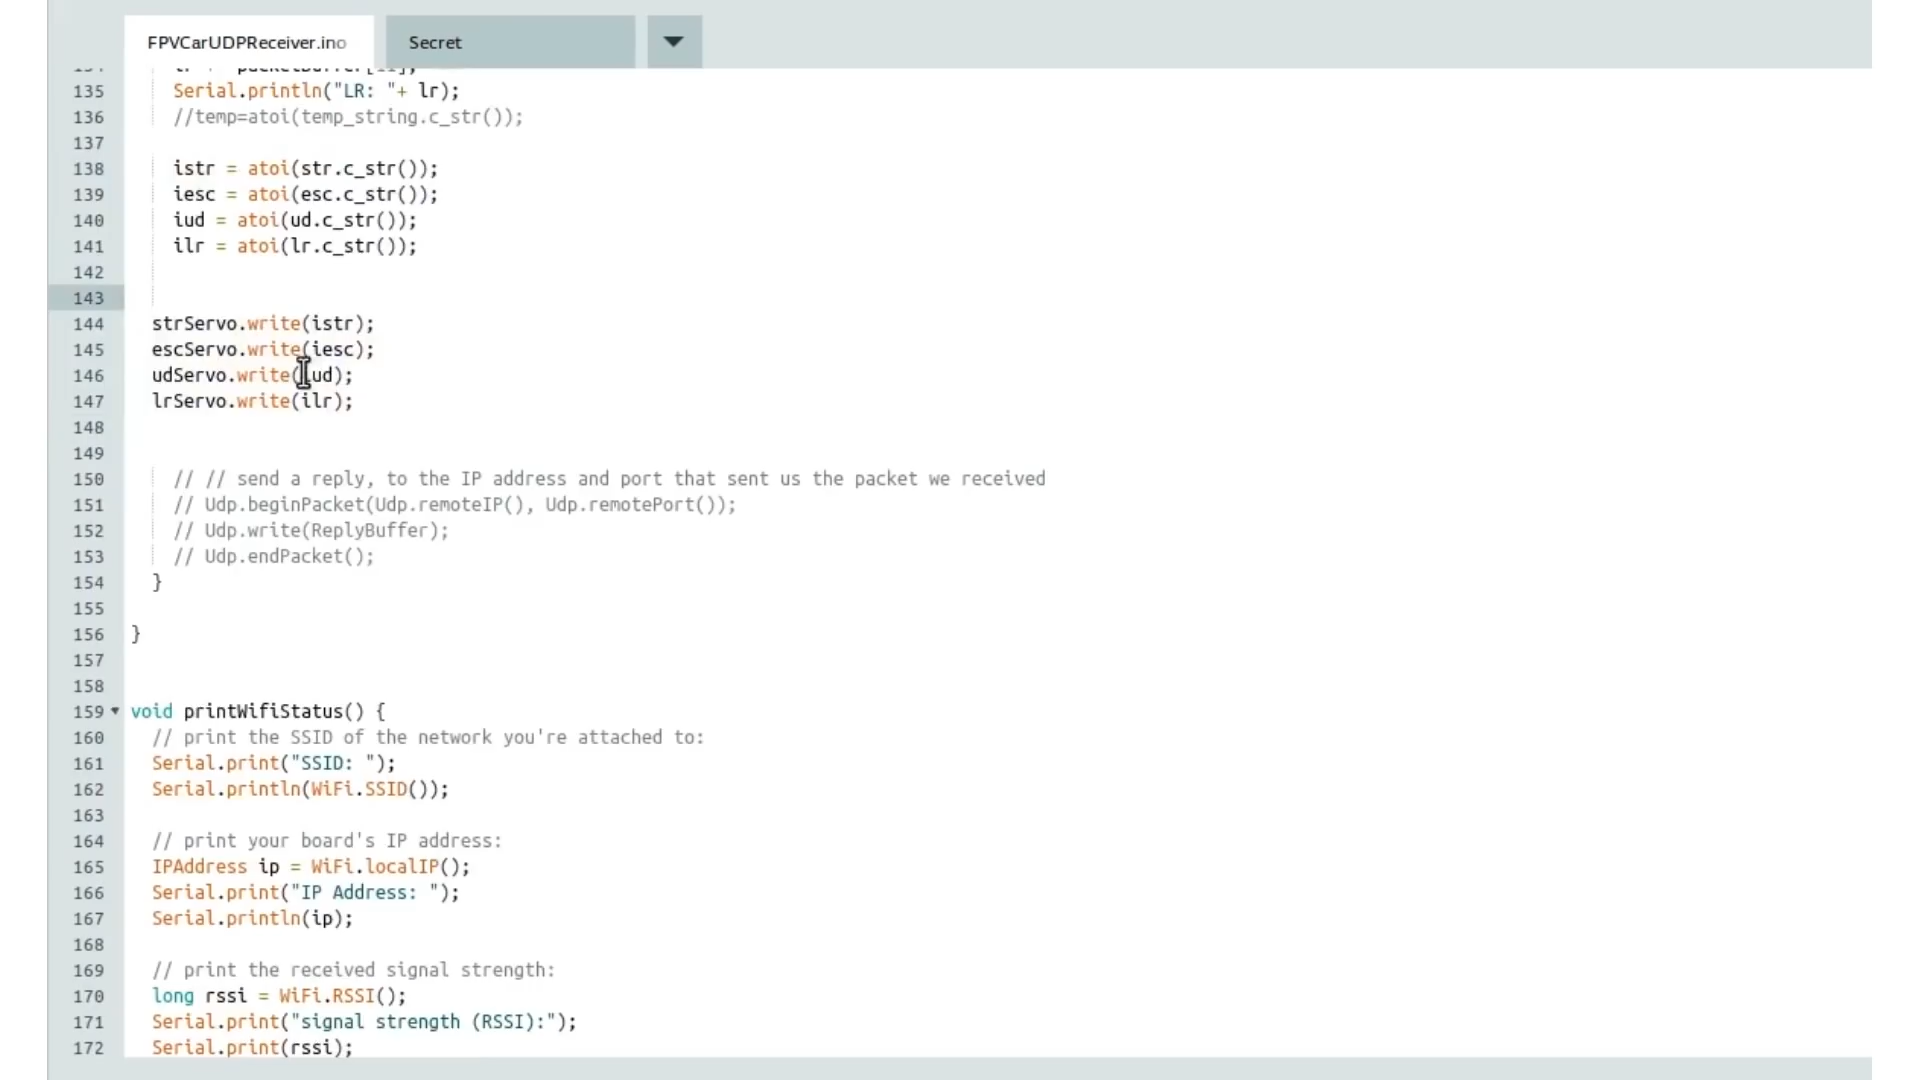 FPVCarUDPReceiver.ino
Secret
135 Serial.println("LR: "+ lr);
136 //temp=atoi(temp_string.c_str());
137
138 istr = atoi(str.c_str());
139 iesc = atoi(esc.c_str());
140 iud = atoi(ud.c_str());
141 ilr = atoi(lr.c_str());
142
143
144 strServo.write(istr);
145 escServo.write(iesc);
146 udServo.write(iud);
147 lrServo.write(ilr);
148
149
150 // // send a reply, to the IP address and port that sent us the packet we received
151 // Udp.beginPacket(Udp.remoteIP(), Udp.remotePort());
152 // Udp.write(ReplyBuffer);
153 // Udp.endPacket();
154 }
155
156 }
157
158
159 void printWifiStatus() {
160 // print the SSID of the network you're attached to:
161 Serial.print("SSID: ");
162 Serial.println(WiFi.SSID());
163
164 // print your board's IP address:
165 IPAddress ip = WiFi.localIP();
166 Serial.print("IP Address: ");
167 Serial.println(ip);
168
169 // print the received signal strength:
170 long rssi = WiFi.RSSI();
171 Serial.print("signal strength (RSSI):");
172 Serial.print(rssi);